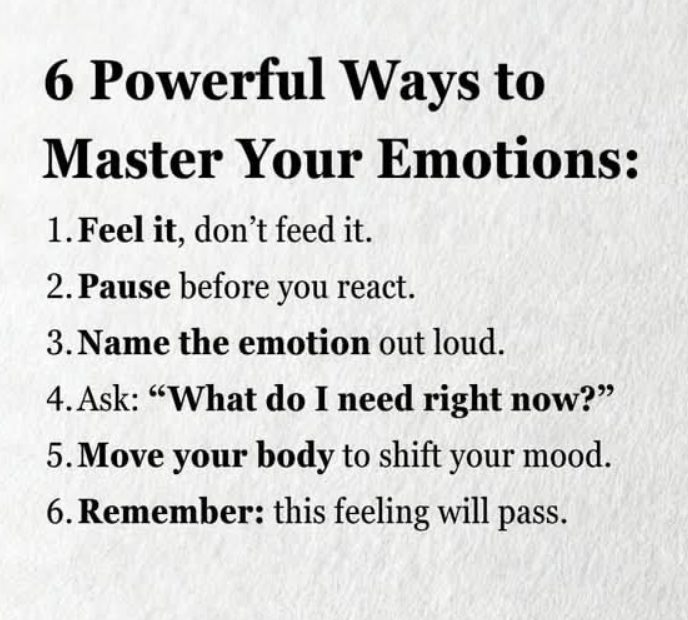 6 Powerful Ways to
Master Your Emotions:
1. Feel it, don’t feed it.
2. Pause before you react.
3. Name the emotion out loud.
4. Ask: “What do I need right now?”
5. Move your body to shift your mood.
6. Remember: this feeling will pass.